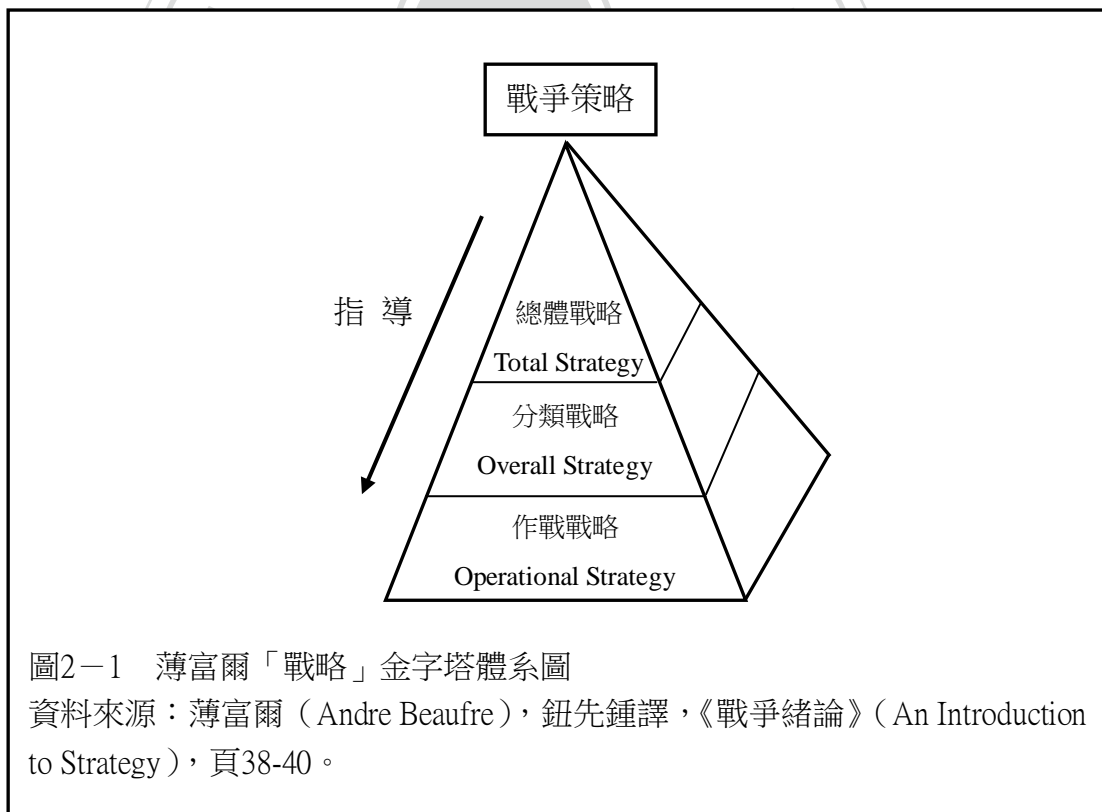 戰爭策略
指 導
總體戰略
Total Strategy
分類戰略
Overall Strategy
作戰戰略
Operational Strategy
圖2－1　薄富爾「戰略」金字塔體系圖
資料來源：薄富爾（Andre Beaufre），鈕先鍾譯，《戰爭緒論》（An Introduction
to Strategy），頁38-40。